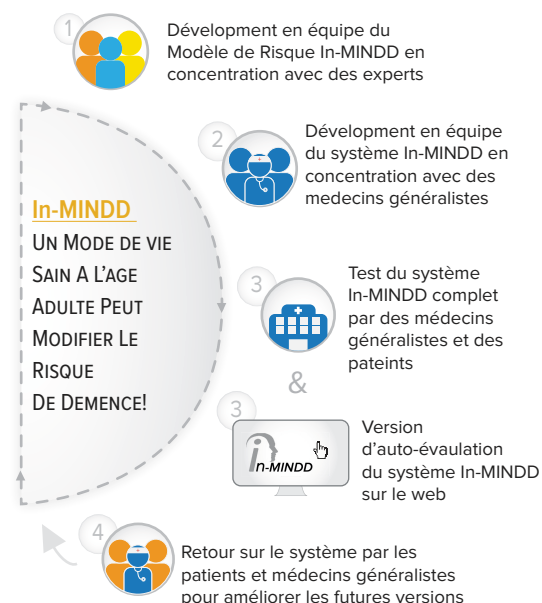 1
Développement en équipe du
Modèle de Risque In-MINDD en
concentration avec des experts
2
Développement en équipe
du système In-MINDD en
concentration avec des
medecins généralistes
In-MINDD
UN MODE DE VIE
SAIN A L'AGE
ADULTE PEUT
MODIFIER LE
RISQUE
DE DEMENCE!
3
Test du système
In-MINDD complet
par des médecins
généralistes et des
pateints
&
3
in-MINDD
Version
d'auto-évaulation
du système In-MINDD
sur le web
4
Retour sur le système par les
patients et médecins généralistes
pour améliorer les futures versions